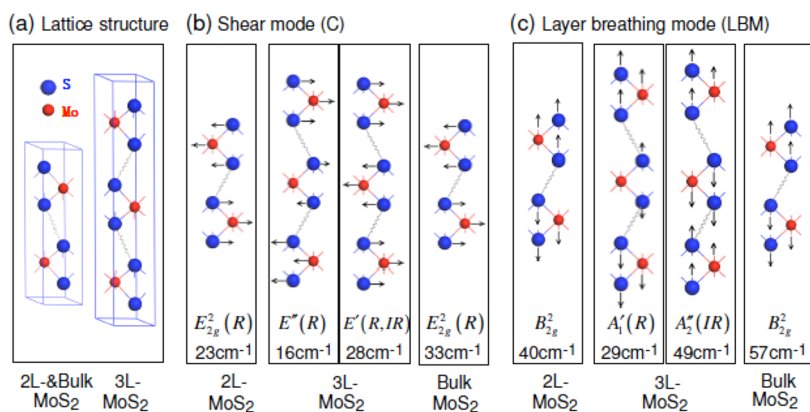 (a) Lattice structure
(b) Shear mode (C)
(c) Layer breathing mode (LBM)
S
Mo
E²₂g(R)
23cm⁻¹
E″(R)
16cm⁻¹
E′(R,IR)
28cm⁻¹
E²₂g(R)
33cm⁻¹
B²₂g
40cm⁻¹
A′₁(R)
29cm⁻¹
A″₂(IR)
49cm⁻¹
B²₂g
57cm⁻¹
2L-&Bulk
MoS₂
3L-
MoS₂
2L-
MoS₂
3L-
MoS₂
Bulk
MoS₂
2L-
MoS₂
3L-
MoS₂
Bulk
MoS₂